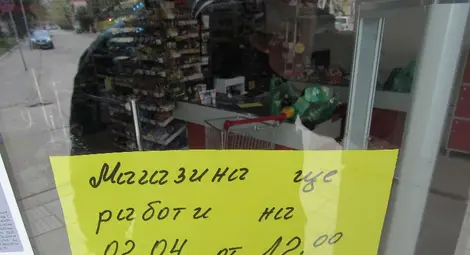 Магазина ще
работи на
02.04 от 12.00